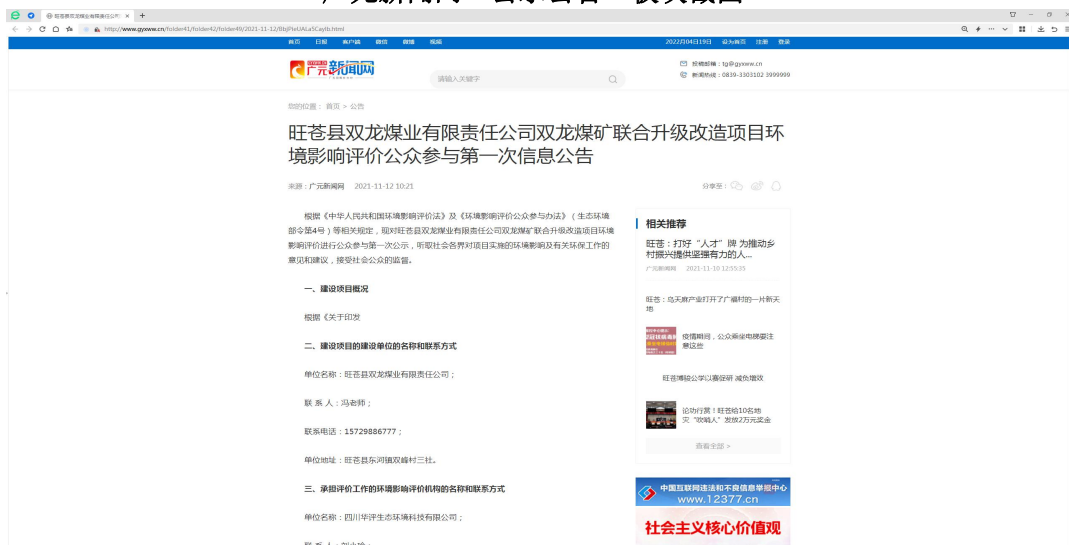 旺苍县双龙煤业有限责任公司
http://www.gyxww.cn/folder41/folder42/folder49/2021-11-12/
首页 日报 客户端 微信 微博 视频
2022月04日19日 设为首页 注册 登录
广元新闻网
请输入关键字
投稿邮箱：tg@gyxww.cn
新闻热线：0839-3303102 3999999
您的位置： 首页 > 公告
旺苍县双龙煤业有限责任公司双龙煤矿联合升级改造项目环
境影响评价公众参与第一次信息公告
来源：广元新闻网 2021-11-12 10:21
分享至：
根据《中华人民共和国环境影响评价法》及《环境影响评价公众参与办法》（生态环境
部令第4号）等相关规定，现对旺苍县双龙煤业有限责任公司双龙煤矿联合升级改造项目环境
影响评价进行公众参与第一次公示，听取社会各界对项目实施的环境影响及有关环保工作的
意见和建议，接受社会公众的监督。
一、建设项目概况
根据《关于印发
二、建设项目的建设单位的名称和联系方式
单位名称：旺苍县双龙煤业有限责任公司；
联 系 人：冯老师；
联系电话：15729886777；
单位地址：旺苍县东河镇双峰村三社。
三、承担评价工作的环境影响评价机构的名称和联系方式
单位名称：四川华评生态环境科技有限公司；
相关推荐
旺苍：打好“人才”牌 为推动乡
村振兴提供坚强有力的人...
广元新闻网 2021-11-10 12:55:35
旺苍：乌天麻产业打开了广福村的一片新天
地
疫情期间，公众乘坐电梯要注
意这些
旺苍博骏公学以赛促研 减负增效
论功行赏！旺苍给10名地
灾“吹哨人”发放2万元奖金
查看全部 >
中国互联网违法和不良信息举报中心
www.12377.cn
社会主义核心价值观